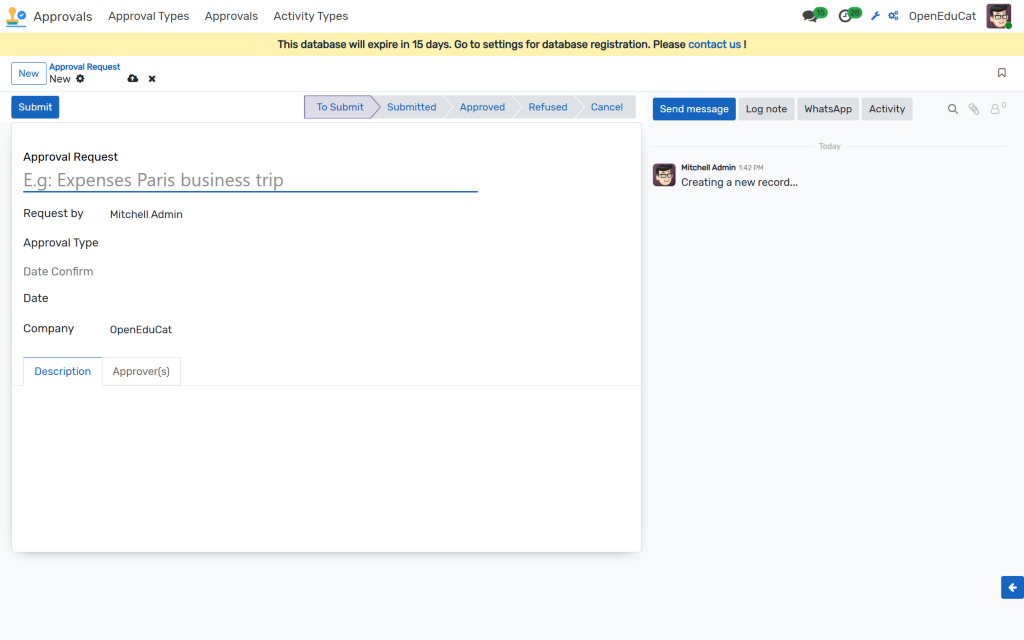 Approvals Approval Types Approvals Activity Types 15 28 OpenEduCat
This database will expire in 15 days. Go to settings for database registration. Please contact us !
New
Approval Request
New
Submit To Submit Submitted Approved Refused Cancel
Send message Log note WhatsApp Activity 0
Today
Mitchell Admin 1:42 PM
Creating a new record...
Approval Request
E.g: Expenses Paris business trip
Request by Mitchell Admin
Approval Type
Date Confirm
Date
Company OpenEduCat
Description Approver(s)